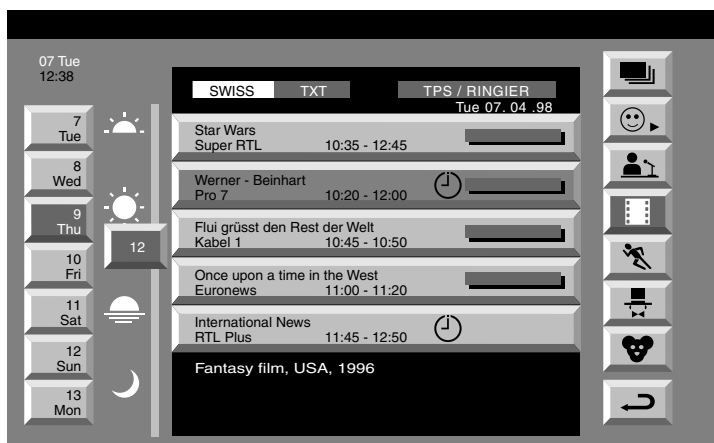 07 Tue
12:38
SWISS TXT TPS / RINGIER
Tue 07. 04 .98
7
Tue
8
Wed
9
Thu
10
Fri
11
Sat
12
Sun
13
Mon
12
Star Wars
Super RTL 10:35 - 12:45
Werner - Beinhart
Pro 7 10:20 - 12:00
Flui grüsst den Rest der Welt
Kabel 1 10:45 - 10:50
Once upon a time in the West
Euronews 11:00 - 11:20
International News
RTL Plus 11:45 - 12:50
Fantasy film, USA, 1996